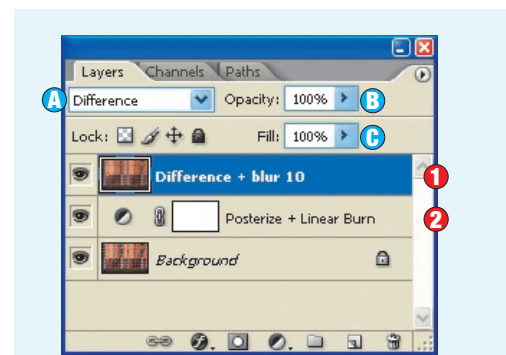 Layers Channels Paths
A Difference Opacity: 100% B
Lock: Fill: 100% C
Difference + blur 10 1
Posterize + Linear Burn 2
Background